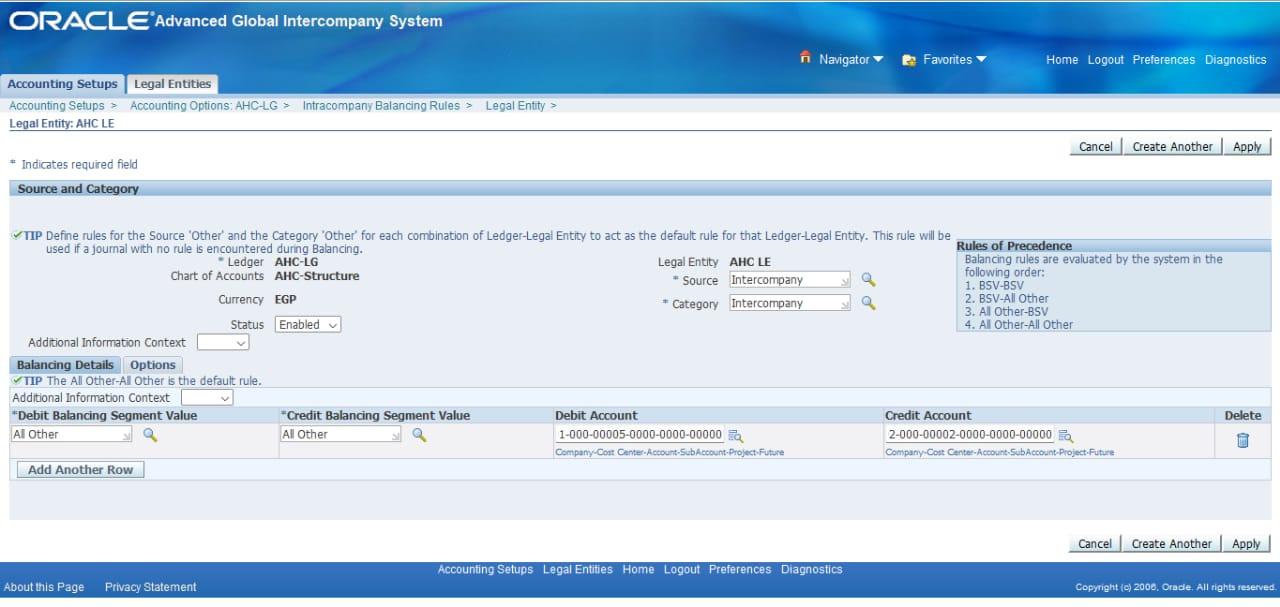 ORACLE® Advanced Global Intercompany System
Navigator Favorites Home Logout Preferences Diagnostics
Accounting Setups Legal Entities
Accounting Setups > Accounting Options: AHC-LG > Intracompany Balancing Rules > Legal Entity >
Legal Entity: AHC LE
Cancel Create Another Apply
* Indicates required field
Source and Category
TIP Define rules for the Source 'Other' and the Category 'Other' for each combination of Ledger-Legal Entity to act as the default rule for that Ledger-Legal Entity. This rule will be
used if a journal with no rule is encountered during Balancing.
* Ledger AHC-LG
Chart of Accounts AHC-Structure
Currency EGP
Status Enabled
Additional Information Context
Legal Entity AHC LE
* Source Intercompany
* Category Intercompany
Rules of Precedence
Balancing rules are evaluated by the system in the
following order:
1. BSV-BSV
2. BSV-All Other
3. All Other-BSV
4. All Other-All Other
Balancing Details Options
TIP The All Other-All Other is the default rule.
Additional Information Context
*Debit Balancing Segment Value *Credit Balancing Segment Value Debit Account Credit Account Delete
All Other All Other 1-000-00005-0000-0000-00000 2-000-00002-0000-0000-00000
Company-Cost Center-Account-SubAccount-Project-Future Company-Cost Center-Account-SubAccount-Project-Future
Add Another Row
Cancel Create Another Apply
Accounting Setups Legal Entities Home Logout Preferences Diagnostics
About this Page Privacy Statement Copyright (c) 2006, Oracle. All rights reserved.